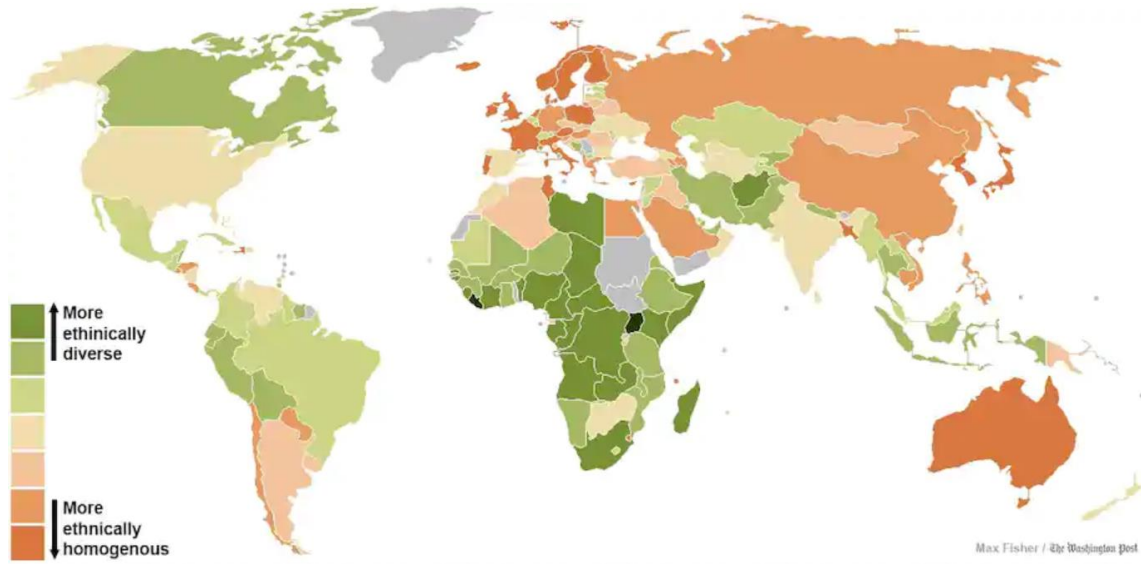 More
ethinically
diverse
More
ethnically
homogenous
Max Fisher / The Washington Post